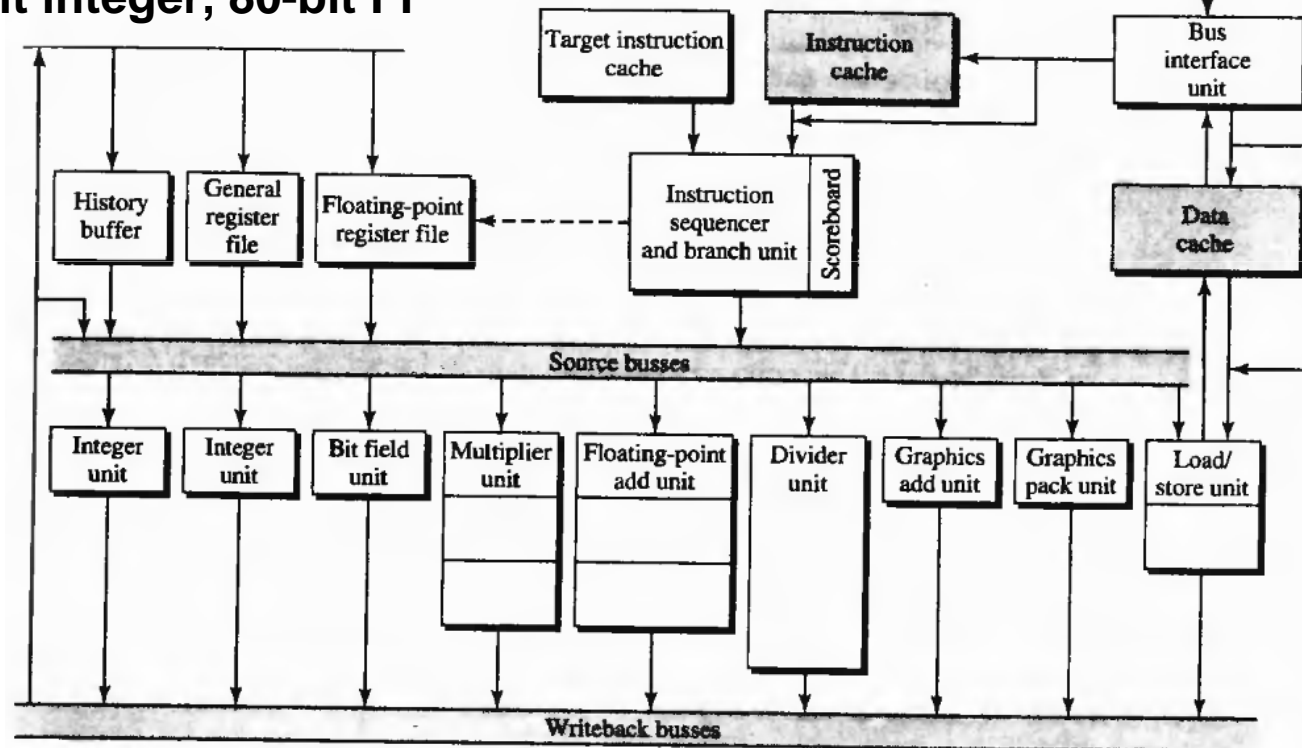 Target instruction
cache
Instruction
cache
Bus
interface
unit
History
buffer
General
register
file
Floating-point
register file
Instruction
sequencer
and branch unit
Scoreboard
Data
cache
Source busses
Integer
unit
Integer
unit
Bit field
unit
Multiplier
unit
Floating-point
add unit
Divider
unit
Graphics
add unit
Graphics
pack unit
Load/
store unit
Writeback busses